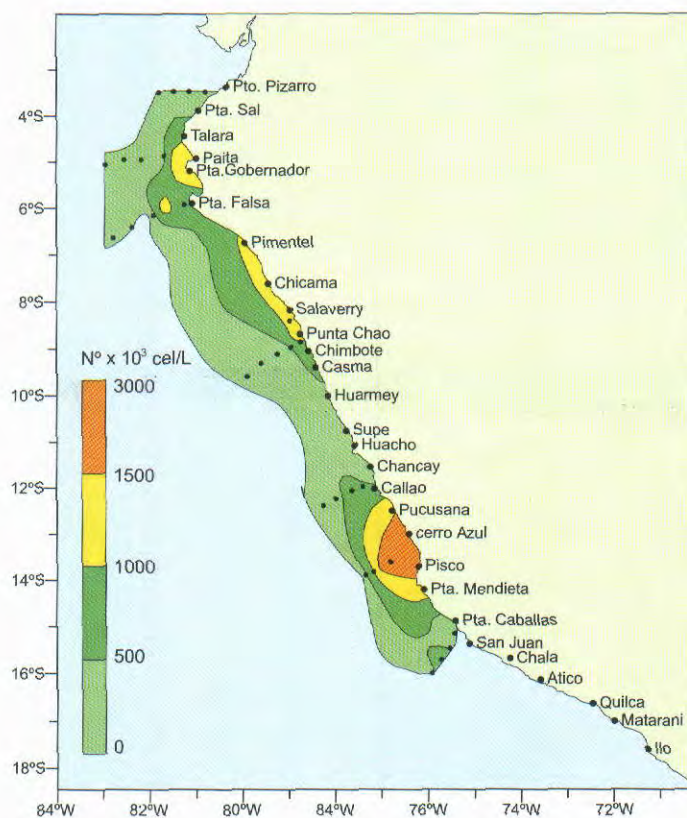 4°S
6°S
8°S
10°S
12°S
14°S
16°S
18°S
Nº x 10³ cel/L
3000
1500
1000
500
0
Pto. Pizarro
Pta. Sal
Talara
Paita
Pta.Gobernador
Pta. Falsa
Pimentel
Chicama
Salaverry
Punta Chao
Chimbote
Casma
Huarmey
Supe
Huacho
Chancay
Callao
Pucusana
cerro Azul
Pisco
Pta. Mendieta
Pta. Caballas
San Juan
Chala
Atico
Quilca
Matarani
Ilo
84°W
82°W
80°W
84°W
76°W
74°W
72°W